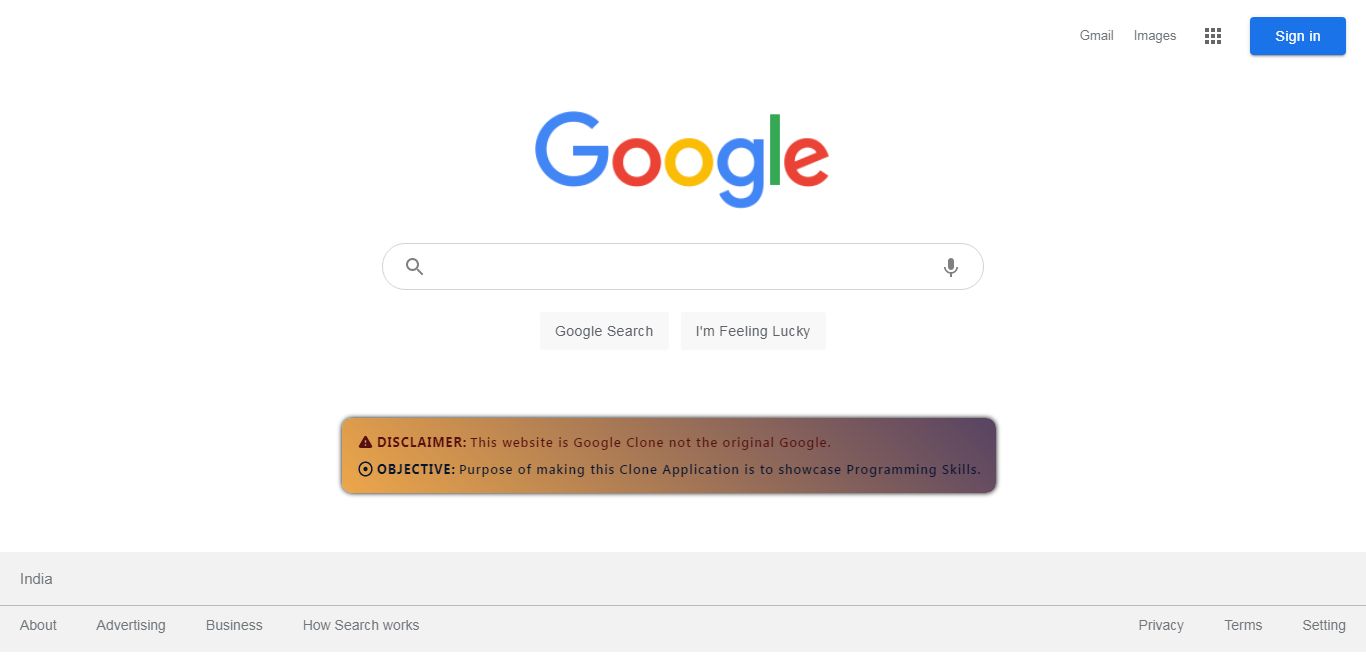 Gmail Images Sign in
Google
Google Search I'm Feeling Lucky
DISCLAIMER: This website is Google Clone not the original Google.
OBJECTIVE: Purpose of making this Clone Application is to showcase Programming Skills.
India
About Advertising Business How Search works Privacy Terms Setting